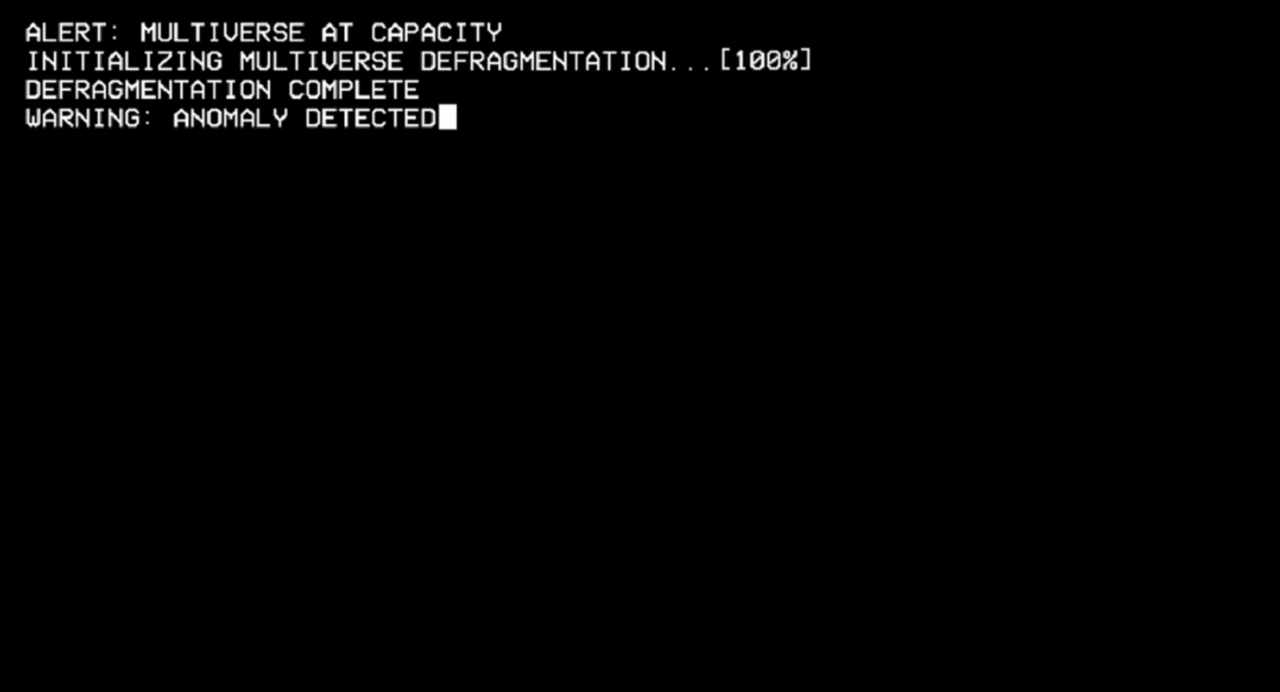 ALERT: MULTIVERSE AT CAPACITY
INITIALIZING MULTIVERSE DEFRAGMENTATION...[100%]
DEFRAGMENTATION COMPLETE
WARNING: ANOMALY DETECTED